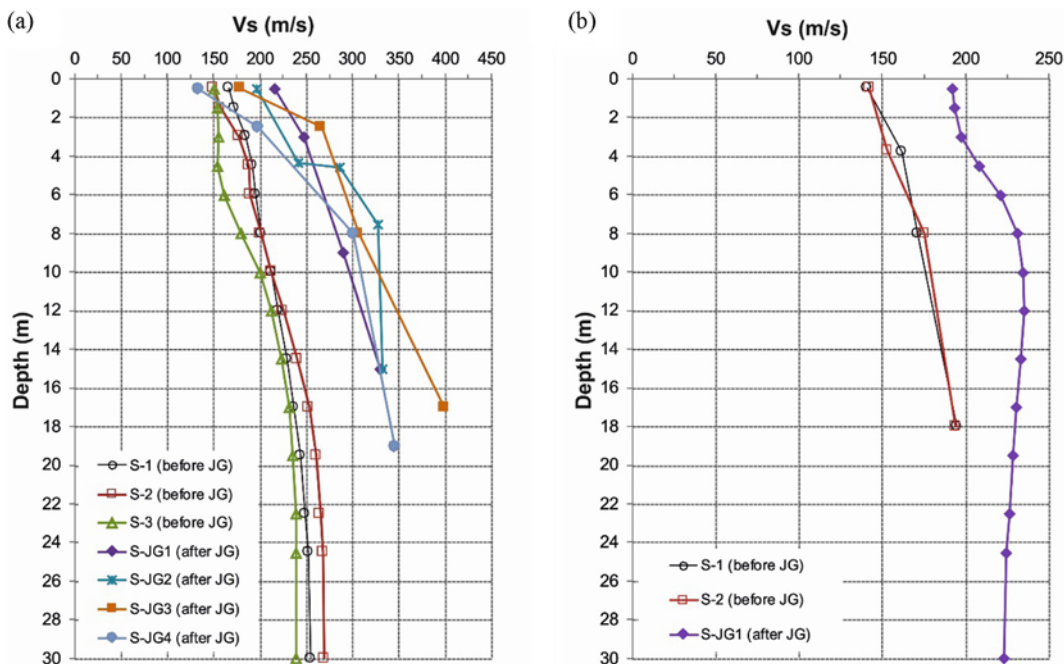 (a)
Vs (m/s)
0 50 100 150 200 250 300 350 400 450
Depth (m)
0
2
4
6
8
10
12
14
16
18
20
22
24
26
28
30
S-1 (before JG)
S-2 (before JG)
S-3 (before JG)
S-JG1 (after JG)
S-JG2 (after JG)
S-JG3 (after JG)
S-JG4 (after JG)
(b)
Vs (m/s)
0 50 100 150 200 250
Depth (m)
0
2
4
6
8
10
12
14
16
18
20
22
24
26
28
30
S-1 (before JG)
S-2 (before JG)
S-JG1 (after JG)